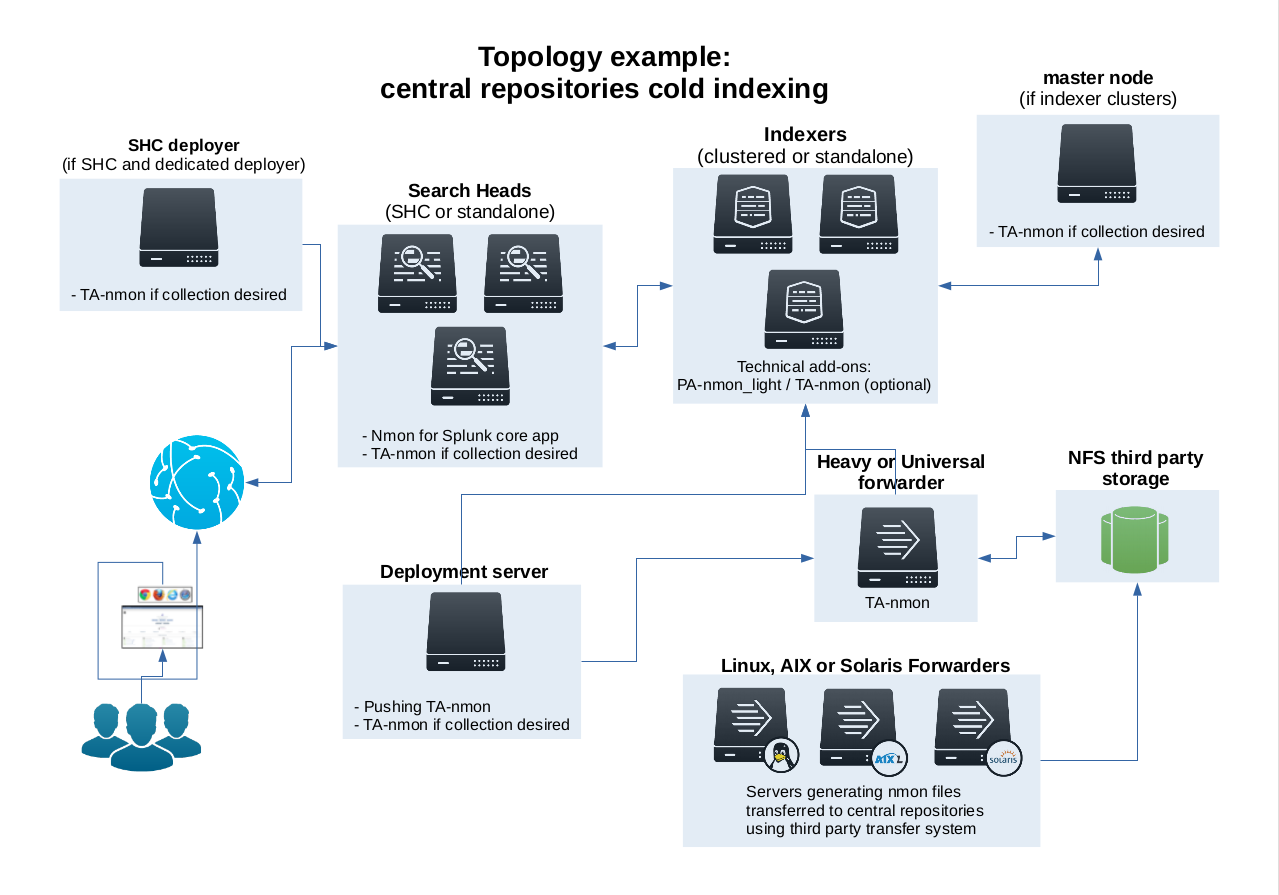 Topology example:
central repositories cold indexing
master node
(if indexer clusters)
- TA-nmon if collection desired
Indexers
(clustered or standalone)
Technical add-ons:
PA-nmon_light / TA-nmon (optional)
SHC deployer
(if SHC and dedicated deployer)
- TA-nmon if collection desired
Search Heads
(SHC or standalone)
- Nmon for Splunk core app
- TA-nmon if collection desired
Heavy or Universal
forwarder
TA-nmon
NFS third party
storage
Deployment server
- Pushing TA-nmon
- TA-nmon if collection desired
Linux, AIX or Solaris Forwarders
AIX L
solaris
Servers generating nmon files
transferred to central repositories
using third party transfer system